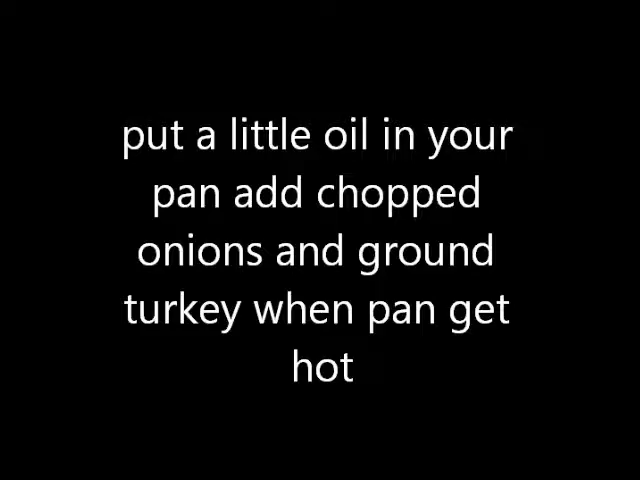 put a little oil in your
pan add chopped
onions and ground
turkey when pan get
hot